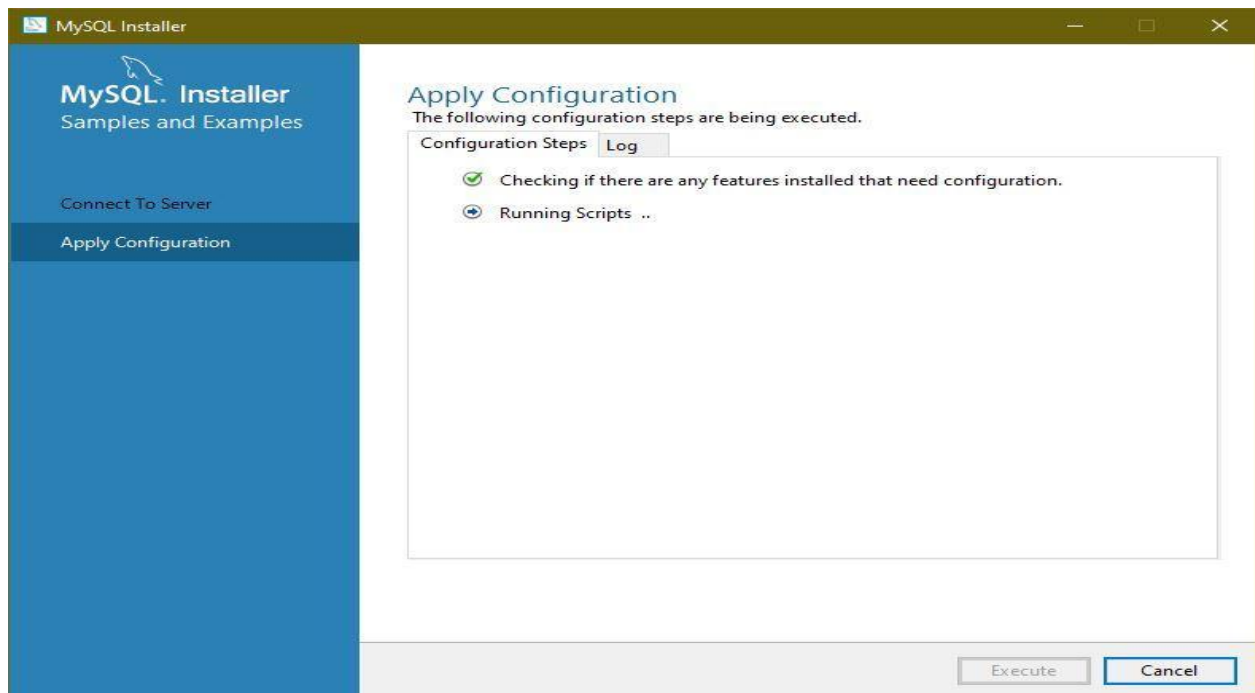 MySQL Installer
MySQL. Installer
Samples and Examples
Connect To Server
Apply Configuration
Apply Configuration
The following configuration steps are being executed.
Configuration Steps
Log
Checking if there are any features installed that need configuration.
Running Scripts ..
Execute
Cancel